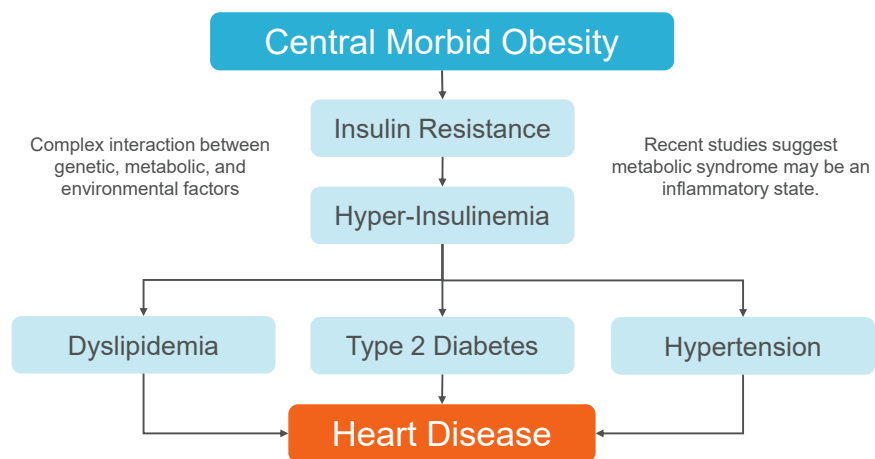 Central Morbid Obesity
Insulin Resistance
Complex interaction between
genetic, metabolic, and
environmental factors
Recent studies suggest
metabolic syndrome may be an
inflammatory state.
Hyper-Insulinemia
Dyslipidemia
Type 2 Diabetes
Hypertension
Heart Disease